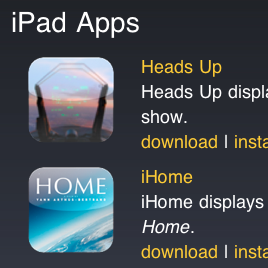 iPad Apps
Heads Up
Heads Up displa
show.
download | insta
HOME
YANN ARTHUS-BERTRAND
iHome
iHome displays
Home.
download | insta